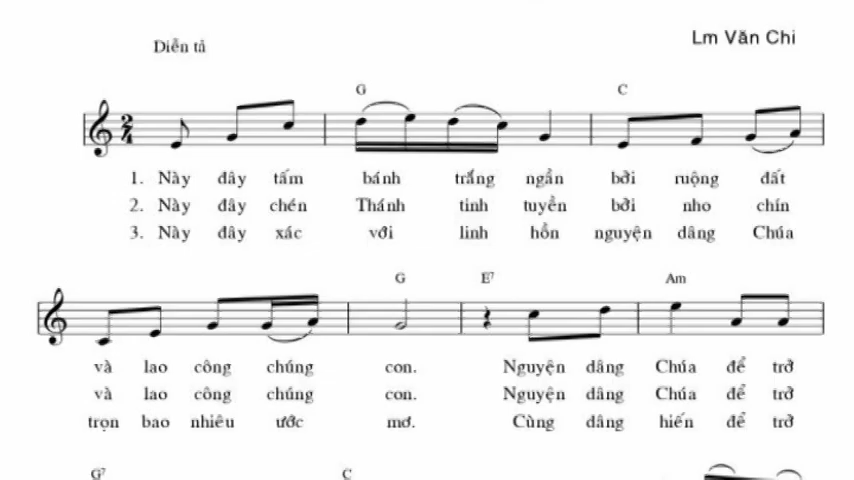 Lm Văn Chi
Diễn tả
G C
1. Này đây tấm bánh trắng ngần bởi ruộng đất
2. Này đây chén Thánh tinh tuyền bởi nho chín
3. Này đây xác với linh hồn nguyện dâng Chúa
G E7 Am
và lao công chúng con. Nguyện dâng Chúa để trở
và lao công chúng con. Nguyện dâng Chúa để trở
trọn bao nhiêu ước mơ. Cùng dâng hiến để trở
G7 C